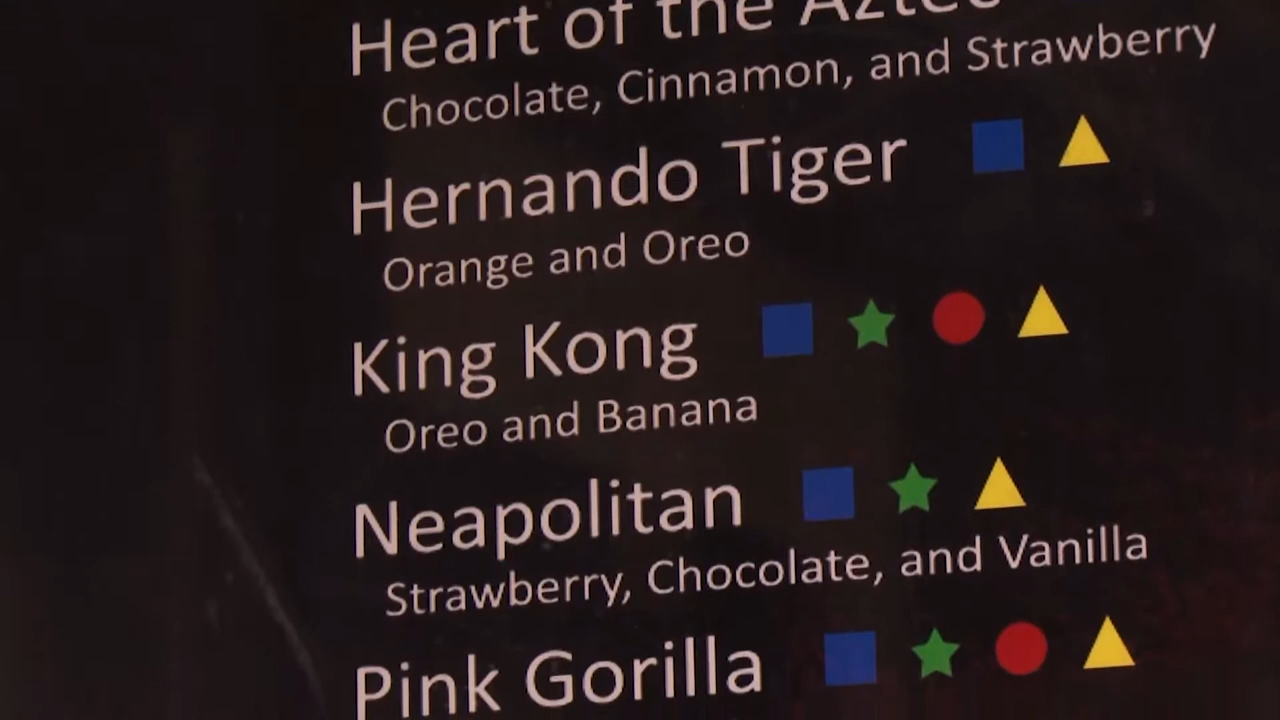 Heart of the Aztec
Chocolate, Cinnamon, and Strawberry
Hernando Tiger
Orange and Oreo
King Kong
Oreo and Banana
Neapolitan
Strawberry, Chocolate, and Vanilla
Pink Gorilla